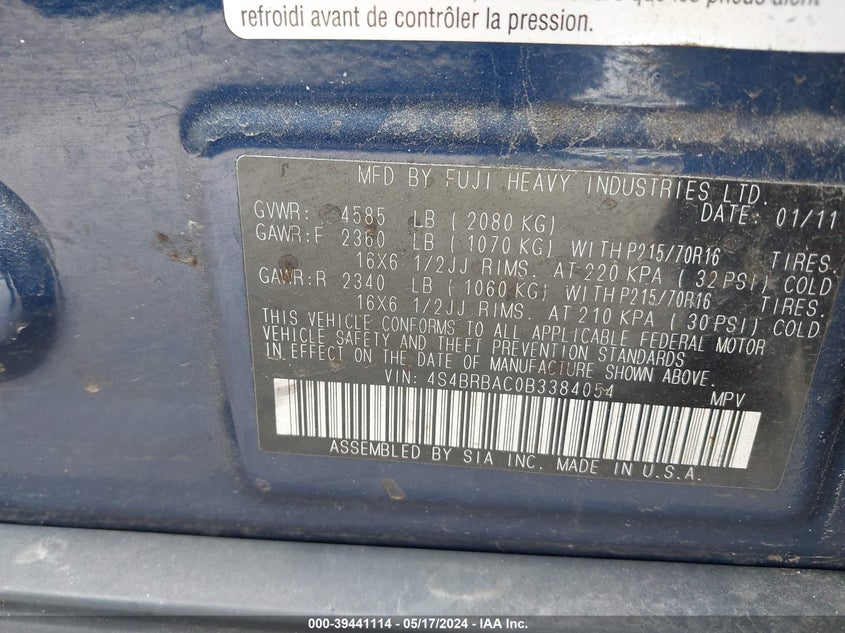 refroidi avant de contrôler la pression.
MFD BY FUJI HEAVY INDUSTRIES LTD.
DATE: 01/11
GVWR: 4585 LB ( 2080 KG)
GAWR:F 2360 LB ( 1070 KG) WITH P215/70R16 TIRES.
16X6 1/2JJ RIMS. AT 220 KPA ( 32 PSI) COLD
GAWR:R 2340 LB ( 1060 KG) WITH P215/70R16 TIRES.
16X6 1/2JJ RIMS. AT 210 KPA ( 30 PSI) COLD
THIS VEHICLE CONFORMS TO ALL APPLICABLE FEDERAL MOTOR
VEHICLE SAFETY AND THEFT PREVENTION STANDARDS
IN EFFECT ON THE DATE OF MANUFACTURE SHOWN ABOVE.
VIN: 4S4BRBAC0B3384054 MPV
ASSEMBLED BY SIA INC. MADE IN U.S.A.
000-39441114 - 05/17/2024 - IAA Inc.